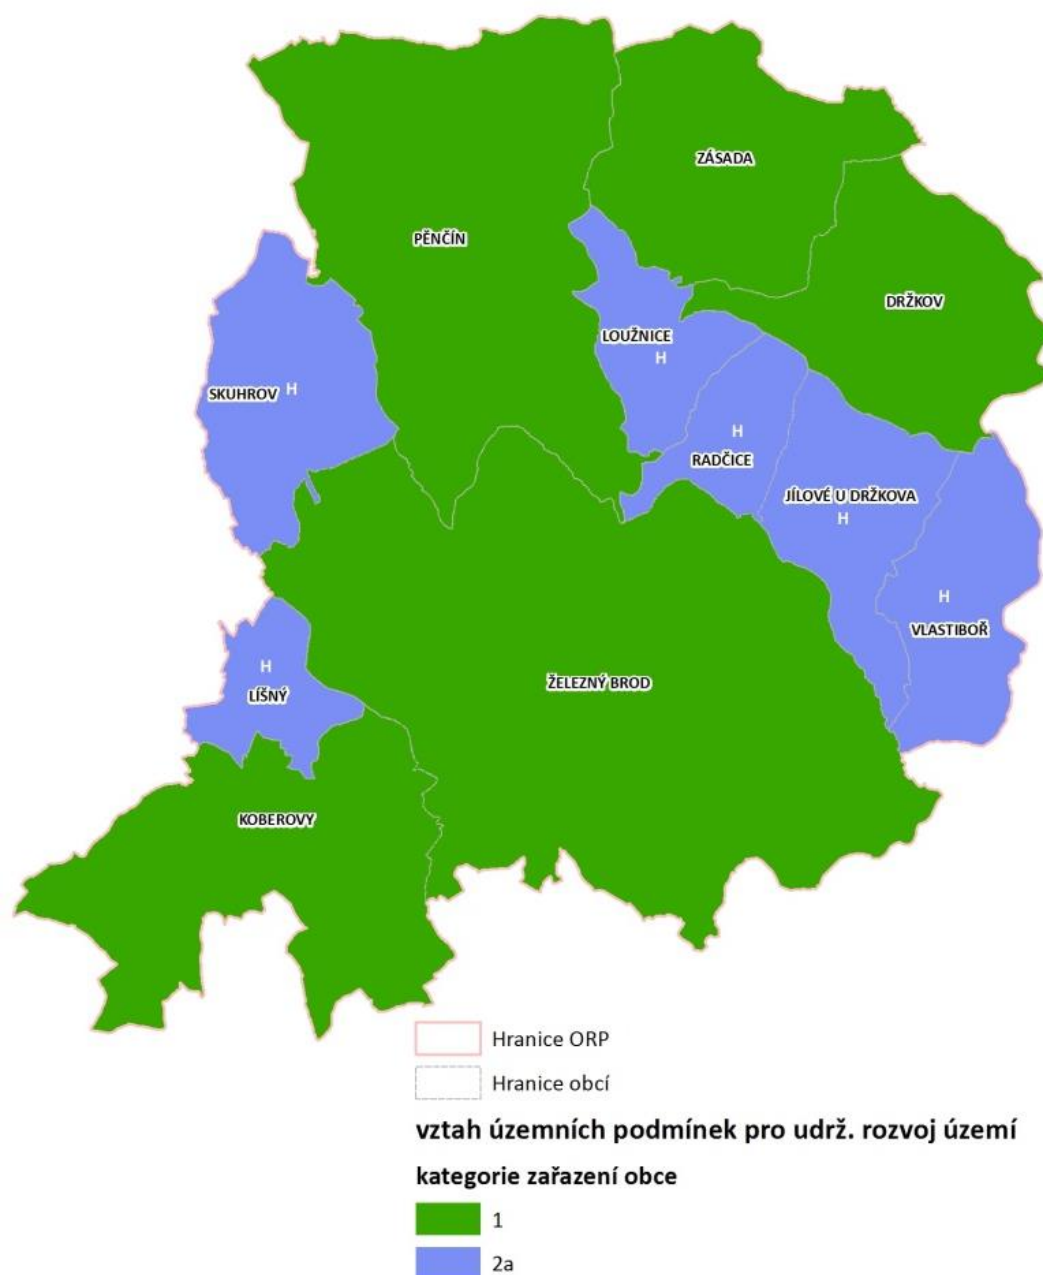 ZÁSADA
PĚNČÍN
DRŽKOV
LOUŽNICE
H
SKUHROV H
H
RADČICE
JÍLOVÉ U DRŽKOVA
H
H
VLASTIBOŘ
H
LÍŠNÝ
ŽELEZNÝ BROD
KOBEROVY
Hranice ORP
Hranice obcí
vztah územních podmínek pro udrž. rozvoj území
kategorie zařazení obce
1
2a